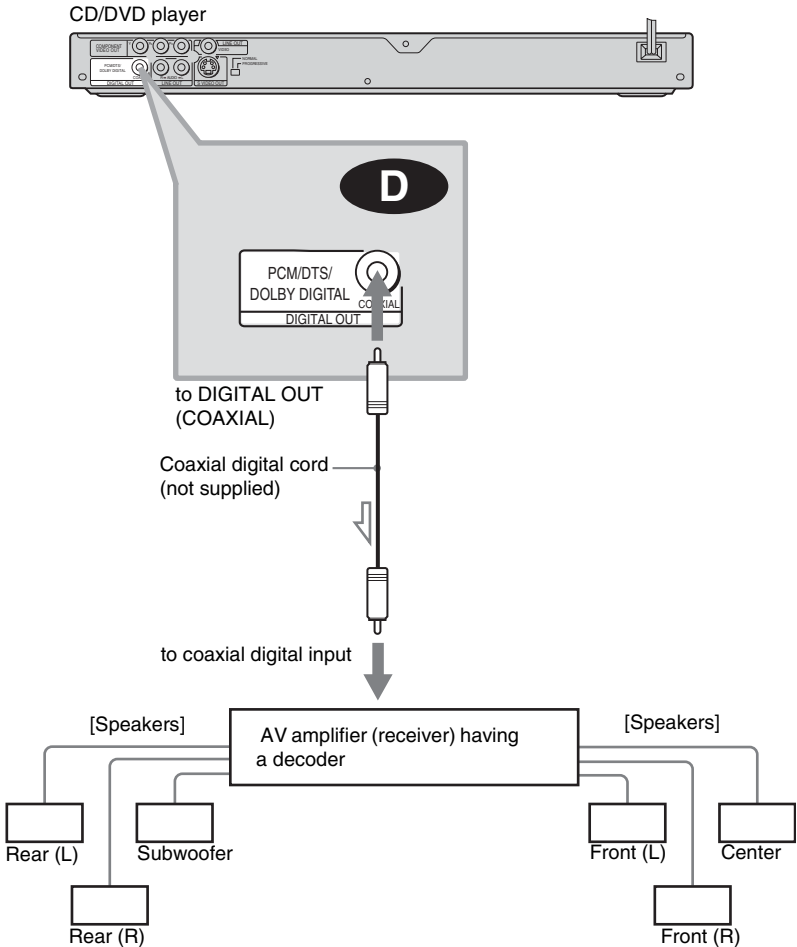 CD/DVD player
COMPONENT
VIDEO OUT
LINE OUT
VIDEO
NORMAL
PROGRESSIVE
PCM/DTS/
DOLBY DIGITAL
DIGITAL OUT
LINE OUT
S VIDEO OUT
D
PCM/DTS/
DOLBY DIGITAL
COAXIAL
DIGITAL OUT
to DIGITAL OUT
(COAXIAL)
Coaxial digital cord
(not supplied)
to coaxial digital input
[Speakers]
AV amplifier (receiver) having
a decoder
[Speakers]
Rear (L)
Subwoofer
Front (L)
Center
Rear (R)
Front (R)